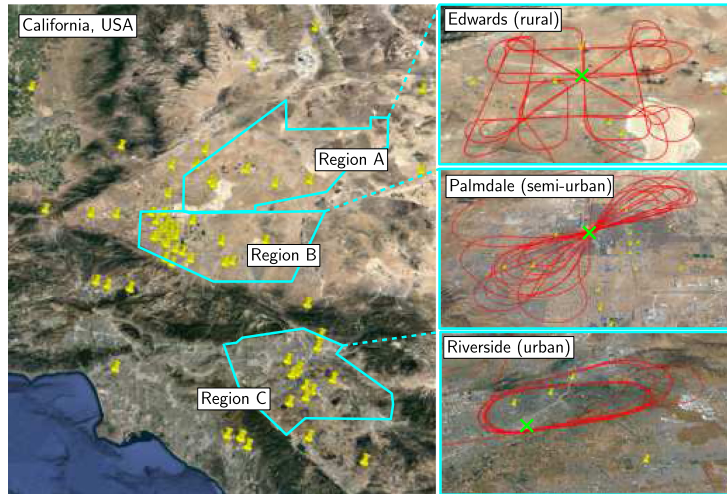 California, USA
Region A
Region B
Region C
Edwards (rural)
Palmdale (semi-urban)
Riverside (urban)